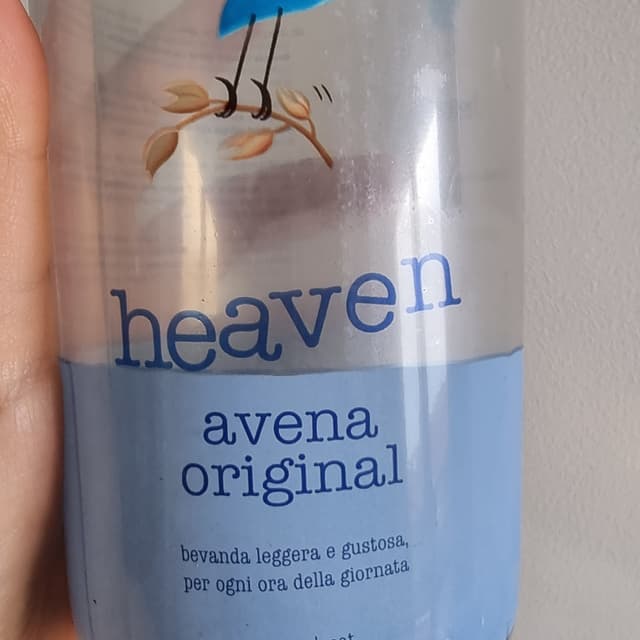 heaven
avena
original
bevanda leggera e gustosa,
per ogni ora della giornata